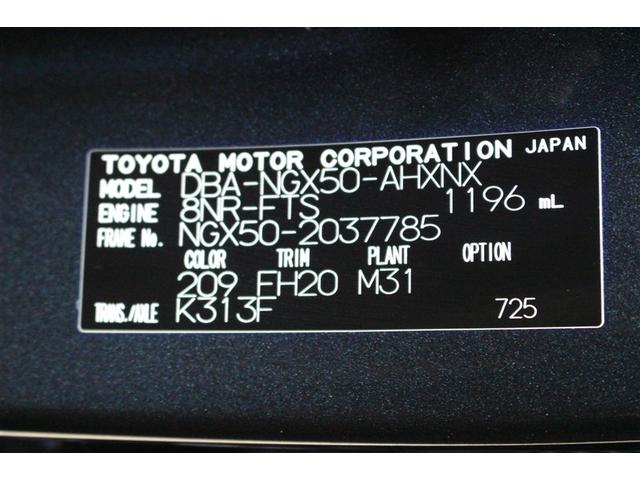 TOYOTA MOTOR CORPORATION JAPAN
MODEL DBA-NGX50-AHXNX
ENGINE 8NR-FTS 1196 mL
FRAME No. NGX50-2037785
COLOR TRIM PLANT OPTION
209 FH20 M31
TRANS./AXLE K313F 725